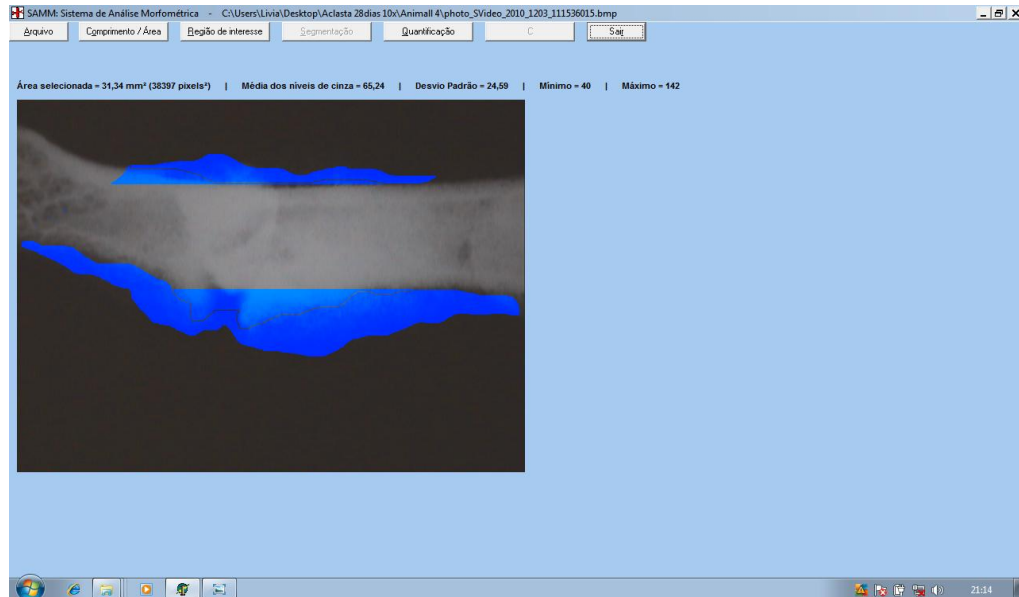 SAMM: Sistema de Análise Morfométrica - C:\Users\Livia\Desktop\Aclasta 28dias 10x\Animall 4\photo_SVideo_2010_1203_111536015.bmp
Arquivo Comprimento / Área Região de interesse Segmentação Quantificação C Sair
Área selecionada = 31,34 mm² (38397 pixels²) | Média dos níveis de cinza = 65,24 | Desvio Padrão = 24,59 | Mínimo = 40 | Máximo = 142
21:14